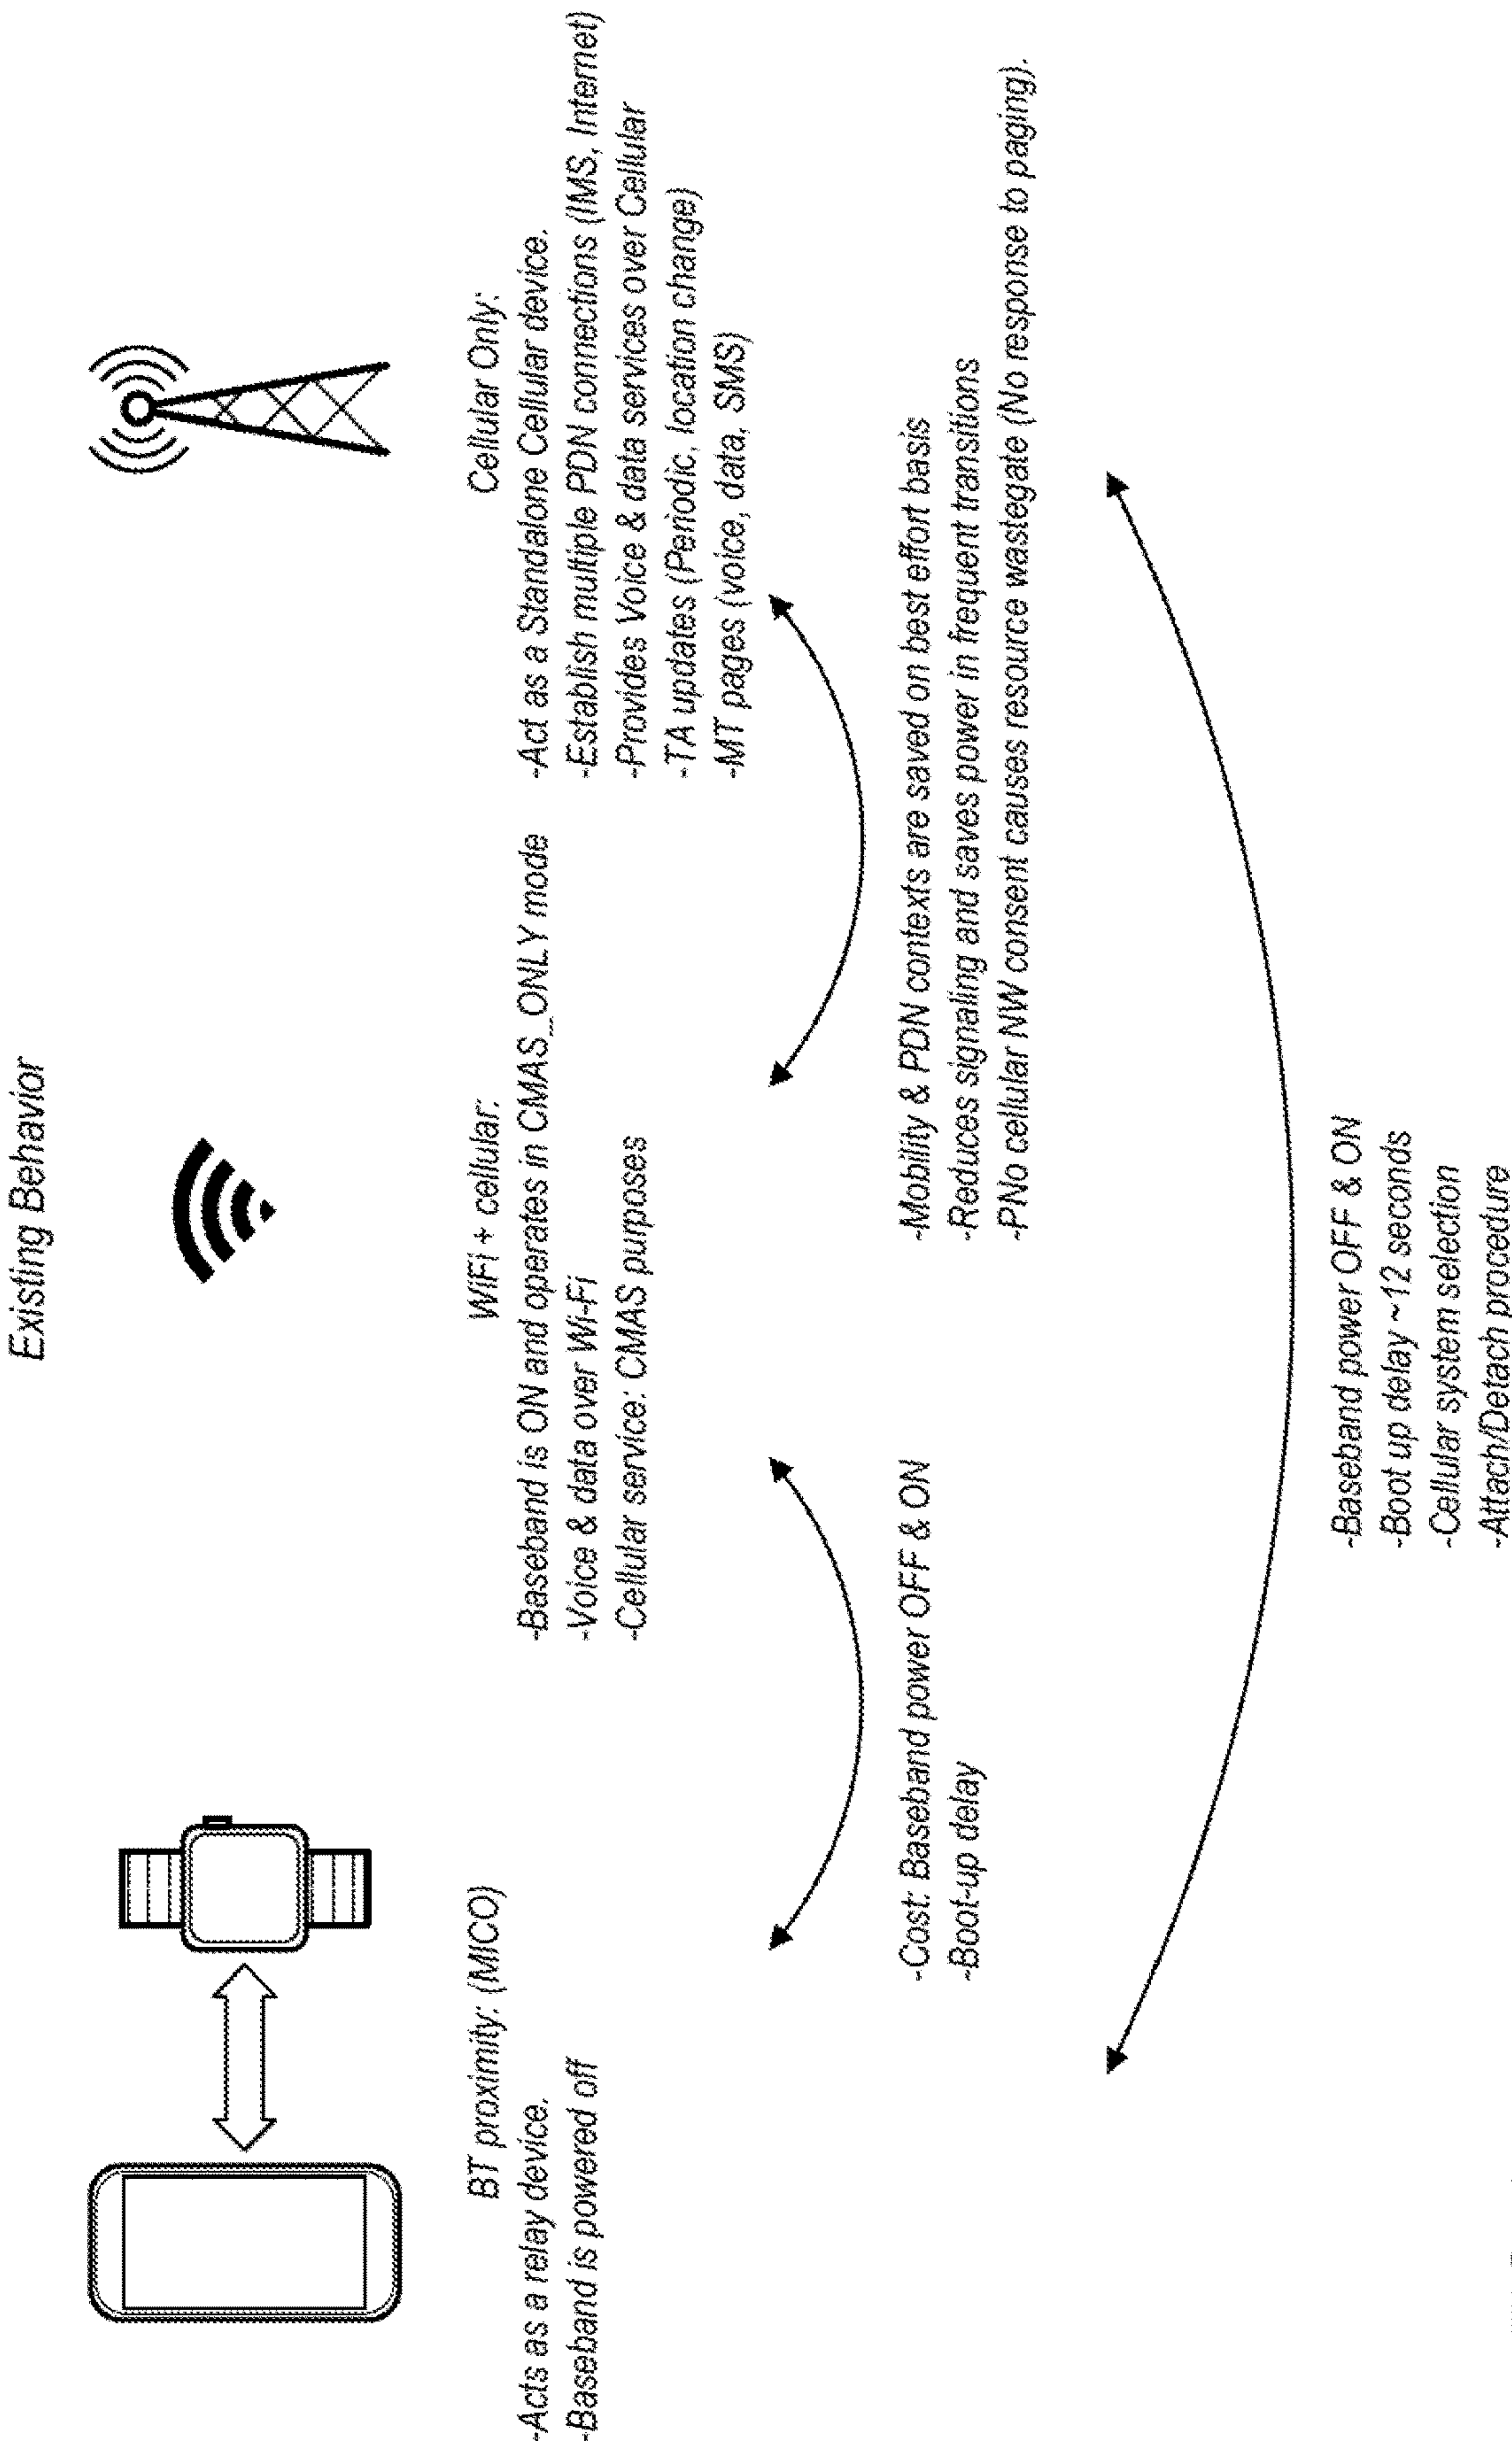 Existing Behavior
BT proximity: (MICO)
-Acts as a relay device.
-Baseband is powered off
WiFi + cellular:
-Baseband is ON and operates in CMAS_ONLY mode
-Voice & data over Wi-Fi
-Cellular service: CMAS purposes
Cellular Only:
-Act as a Standalone Cellular device.
-Establish multiple PDN connections (IMS, Internet)
-Provides Voice & data services over Cellular
-TA updates (Periodic, location change)
-MT pages (voice, data, SMS)
-Cost: Baseband power OFF & ON
-Boot-up delay
-Mobility & PDN contexts are saved on best effort basis
-Reduces signaling and saves power in frequent transitions
-PNo cellular NW consent causes resource wastegate (No response to paging).
-Baseband power OFF & ON
-Boot up delay ~12 seconds
-Cellular system selection
-Attach/Detach procedure